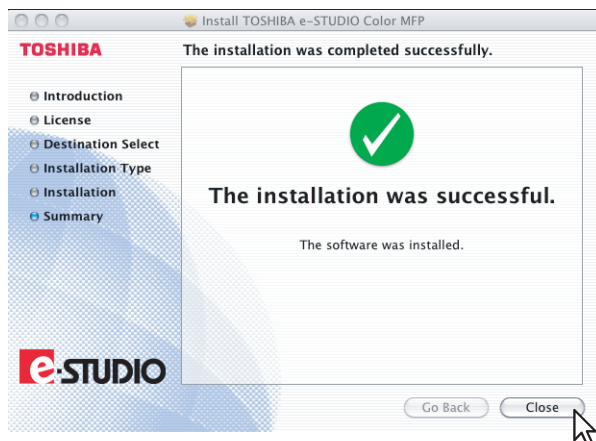 Install TOSHIBA e-STUDIO Color MFP
TOSHIBA
The installation was completed successfully.
Introduction
License
Destination Select
Installation Type
Installation
Summary
The installation was successful.
The software was installed.
e-STUDIO
Go Back
Close